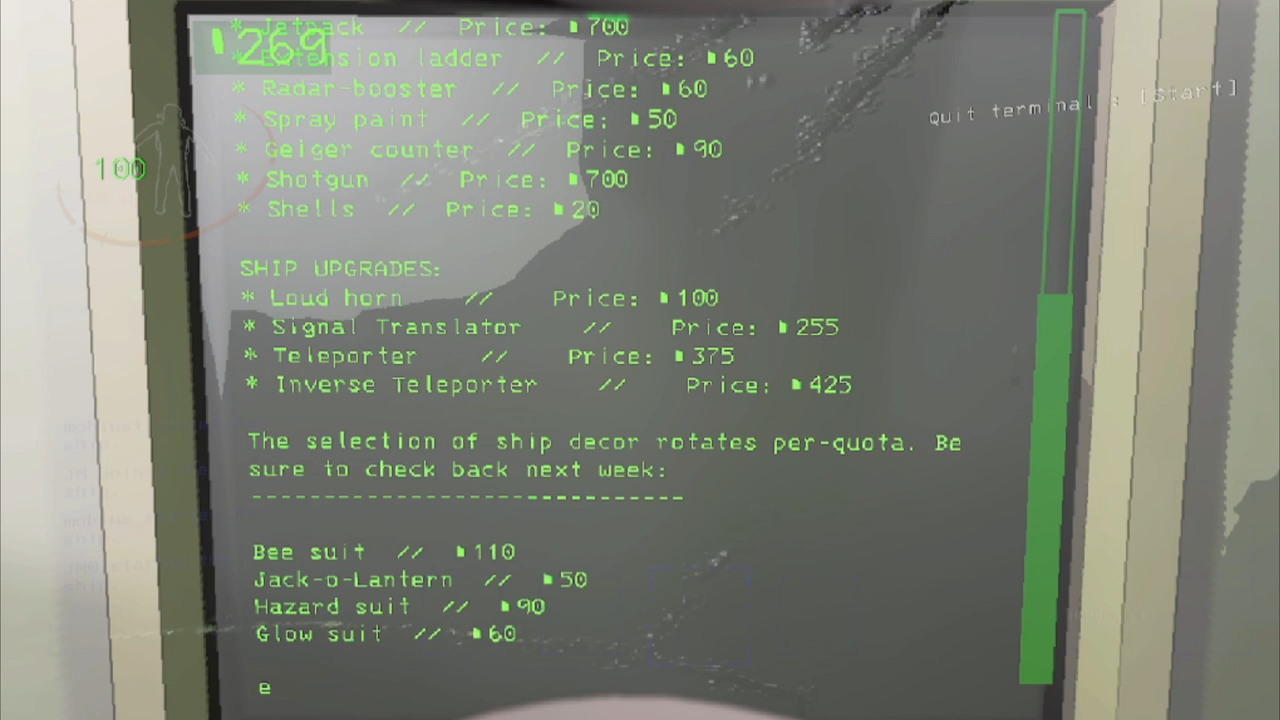 * Jetpack // Price: ▮700
▮269
* Extension ladder // Price: ▮60
* Radar-booster // Price: ▮60
Quit terminal : [Start]
* Spray paint // Price: ▮50
* Geiger counter // Price: ▮90
100
* Shotgun // Price: ▮700
* Shells // Price: ▮20
SHIP UPGRADES:
* Loud horn // Price: ▮100
* Signal Translator // Price: ▮255
* Teleporter // Price: ▮375
* Inverse Teleporter // Price: ▮425
The selection of ship decor rotates per-quota. Be
sure to check back next week:
------------------------------
Bee suit // ▮110
Jack-o-Lantern // ▮50
Hazard suit // ▮90
Glow suit // ▮60
e